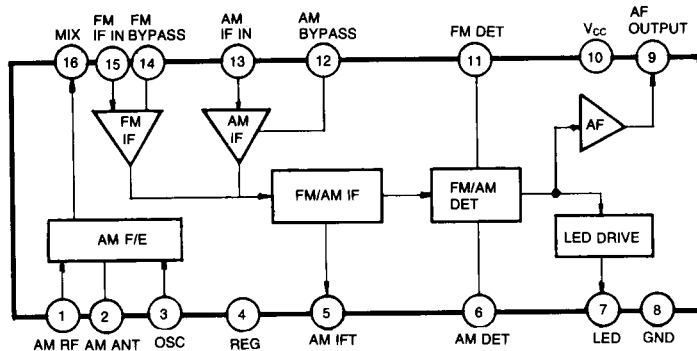 MIX
FM
IF IN
FM
BYPASS
AM
IF IN
AM
BYPASS
FM DET
VCC
AF
OUTPUT
16
15
14
13
12
11
10
9
FM
IF
AM
IF
AF
FM/AM IF
FM/AM
DET
AM F/E
LED DRIVE
1
2
3
4
5
6
7
8
AM RF
AM ANT
OSC
REG
AM IFT
AM DET
LED
GND